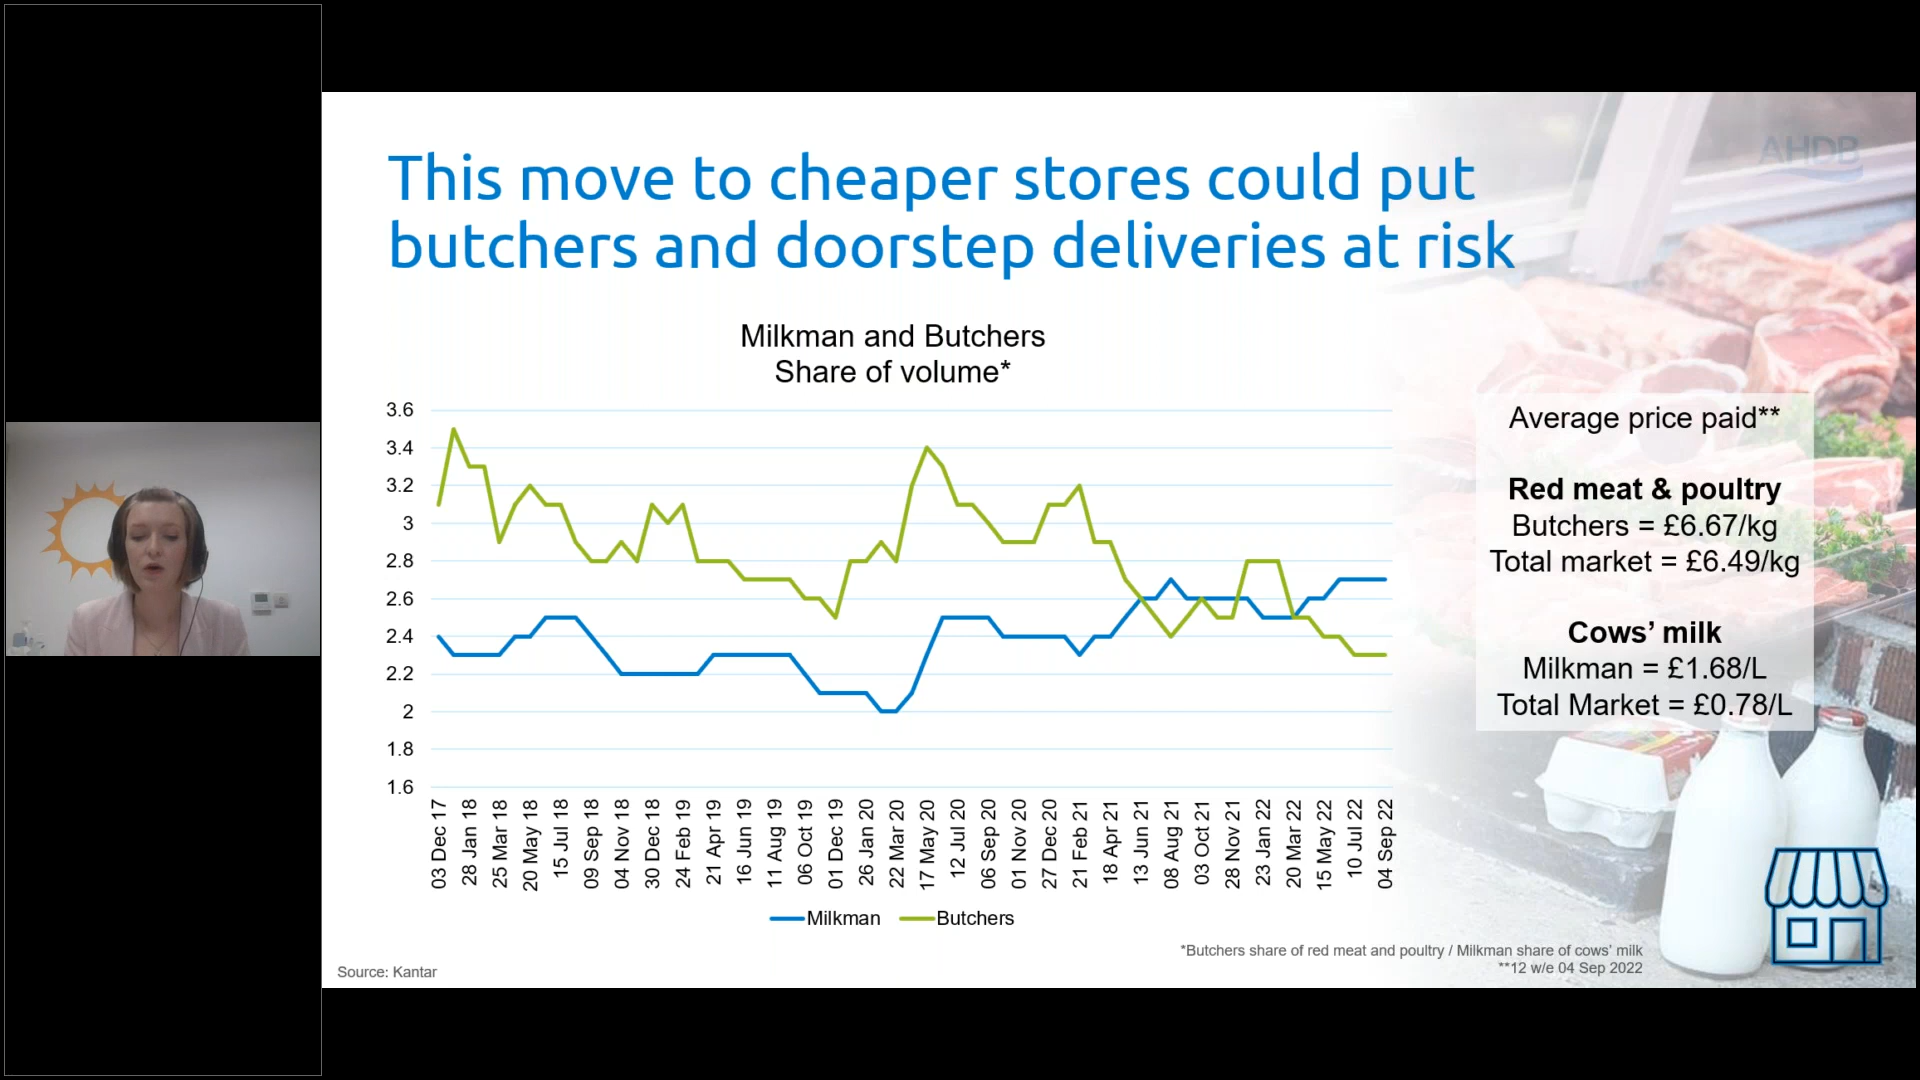 AHDB
This move to cheaper stores could put
butchers and doorstep deliveries at risk
Milkman and Butchers
Share of volume*
3.6
3.4
3.2
3
2.8
2.6
2.4
2.2
2
1.8
1.6
03 Dec 17
28 Jan 18
25 Mar 18
20 May 18
15 Jul 18
09 Sep 18
04 Nov 18
30 Dec 18
24 Feb 19
21 Apr 19
16 Jun 19
11 Aug 19
06 Oct 19
01 Dec 19
26 Jan 20
22 Mar 20
17 May 20
12 Jul 20
06 Sep 20
01 Nov 20
27 Dec 20
21 Feb 21
18 Apr 21
13 Jun 21
08 Aug 21
03 Oct 21
28 Nov 21
23 Jan 22
20 Mar 22
15 May 22
10 Jul 22
04 Sep 22
Milkman Butchers
Average price paid**
Red meat & poultry
Butchers = £6.67/kg
Total market = £6.49/kg
Cows’ milk
Milkman = £1.68/L
Total Market = £0.78/L
*Butchers share of red meat and poultry / Milkman share of cows’ milk
**12 w/e 04 Sep 2022
Source: Kantar